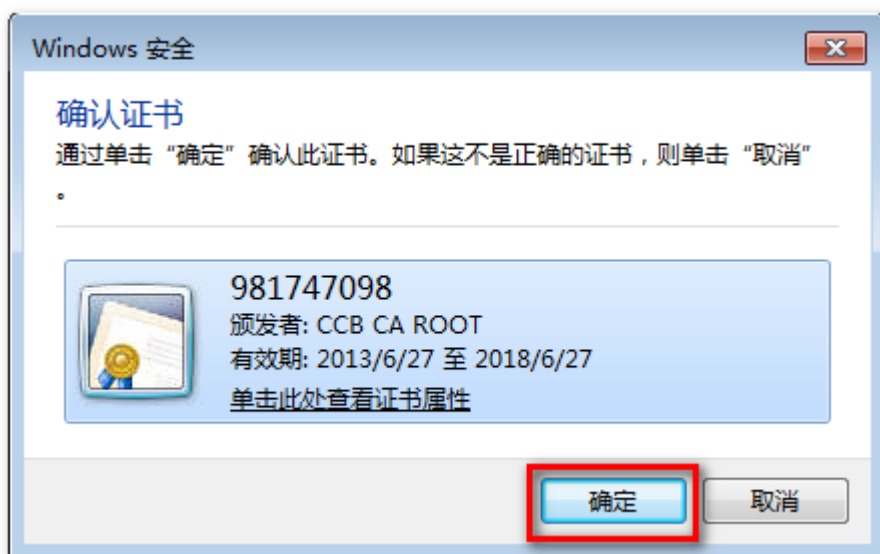 Windows 安全
确认证书
通过单击“确定”确认此证书。如果这不是正确的证书，则单击“取消”
。
981747098
颁发者: CCB CA ROOT
有效期: 2013/6/27 至 2018/6/27
单击此处查看证书属性
确定 取消